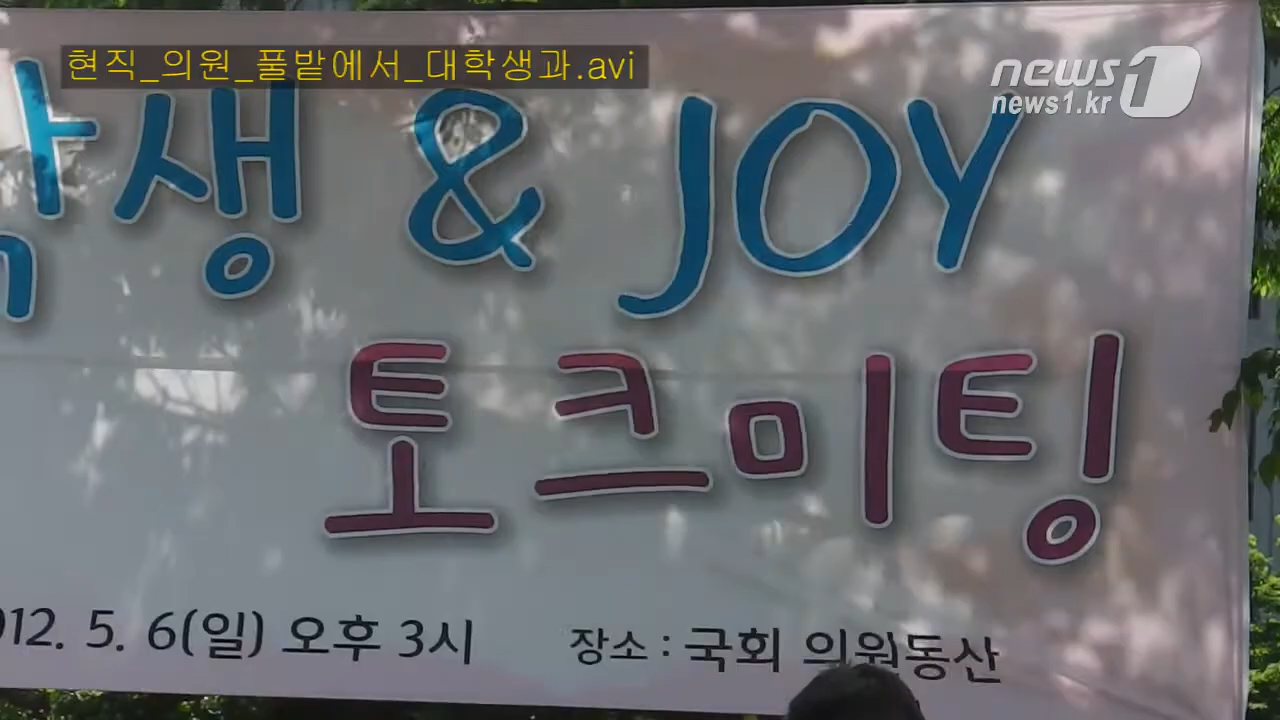 현직_의원_풀밭에서_대학생과.avi
news1
news1.kr
생 & JOY
토크미팅
012. 5. 6(일) 오후 3시 장소 : 국회 의원동산